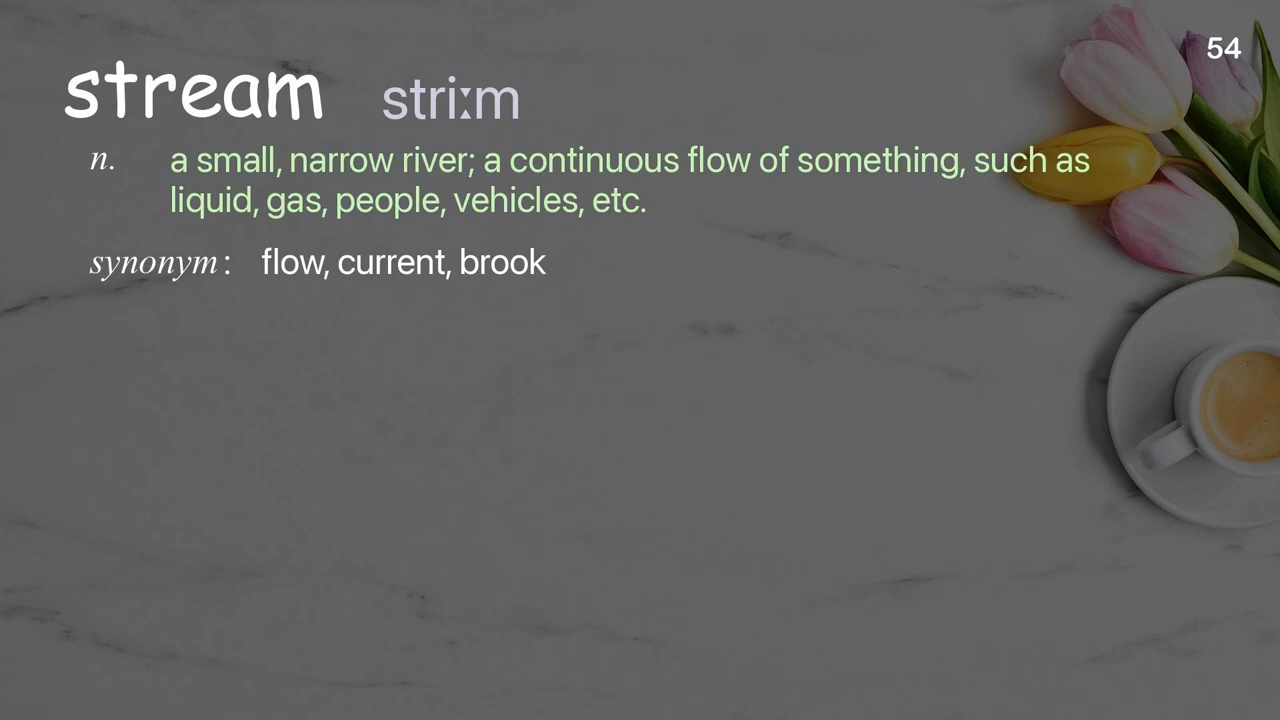 54
stream striːm
n. a small, narrow river; a continuous flow of something, such as
liquid, gas, people, vehicles, etc.
synonym : flow, current, brook